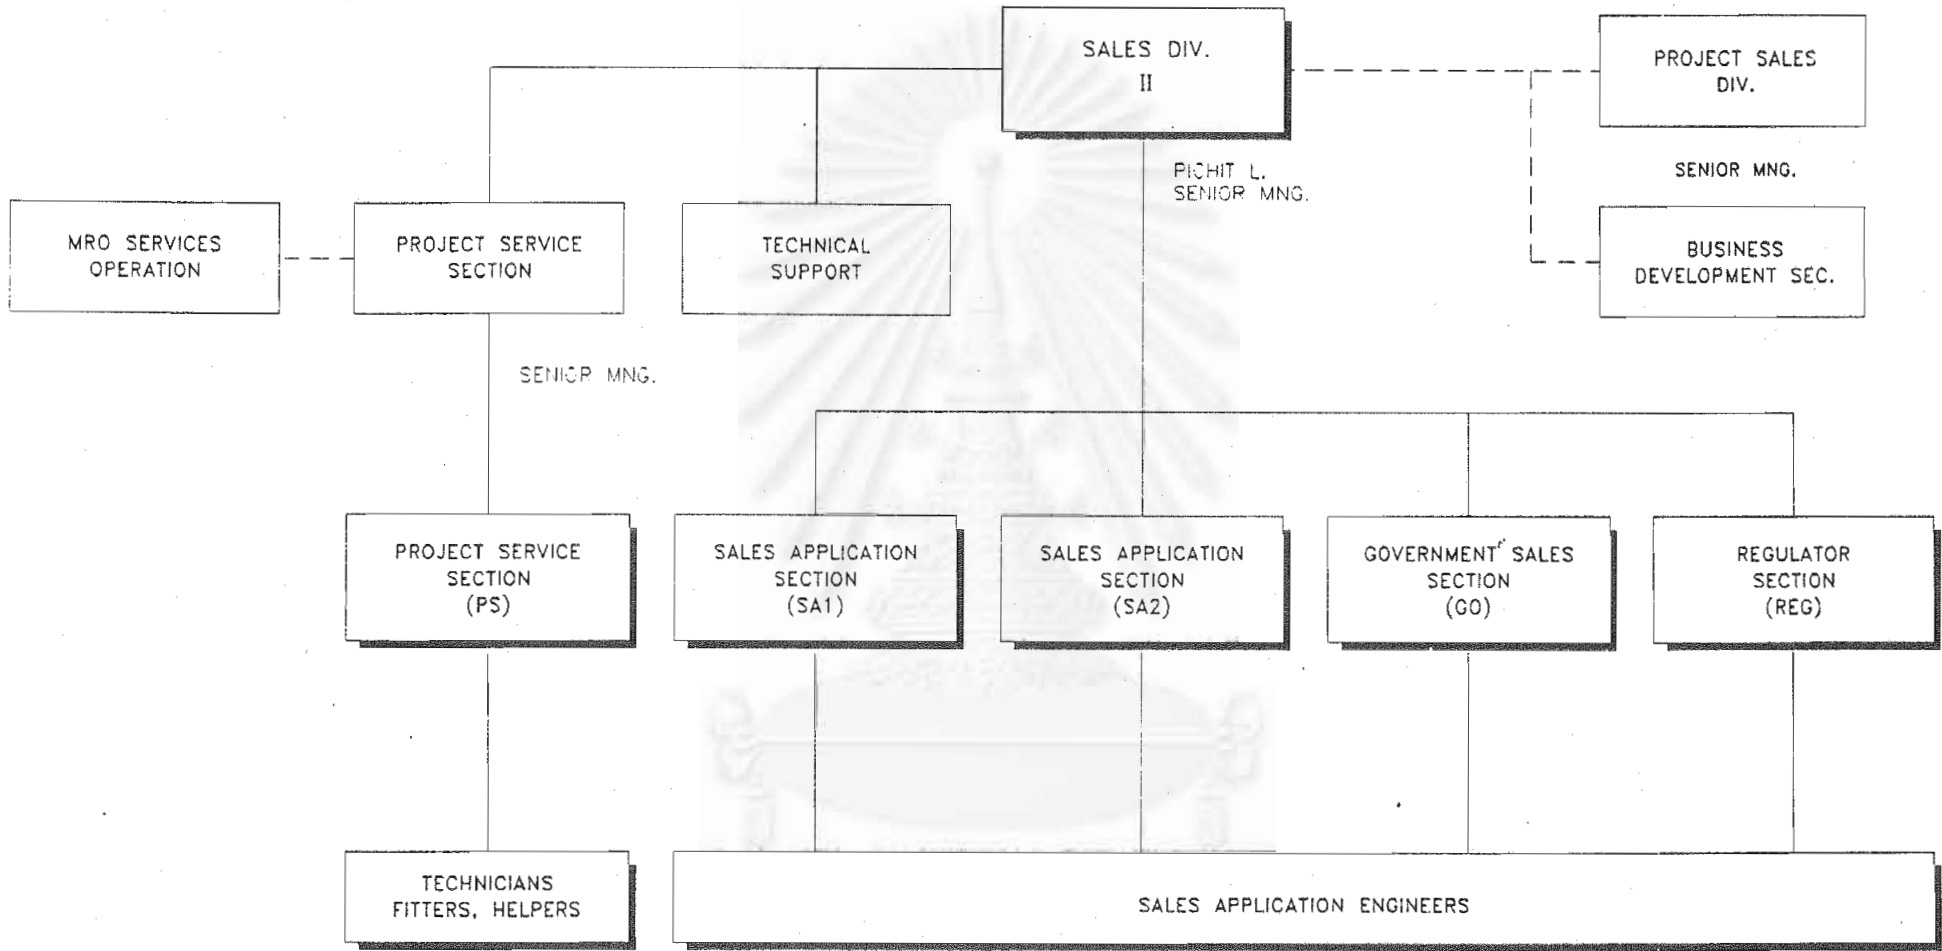 SALES DIV.
II
PROJECT SALES
DIV.
PICHIT L.
SENIOR MNG.
SENIOR MNG.
MRO SERVICES
OPERATION
PROJECT SERVICE
SECTION
TECHNICAL
SUPPORT
BUSINESS
DEVELOPMENT SEC.
SENIOR MNG.
PROJECT SERVICE
SECTION
(PS)
SALES APPLICATION
SECTION
(SA1)
SALES APPLICATION
SECTION
(SA2)
GOVERNMENT SALES
SECTION
(GO)
REGULATOR
SECTION
(REG)
TECHNICIANS
FITTERS, HELPERS
SALES APPLICATION ENGINEERS